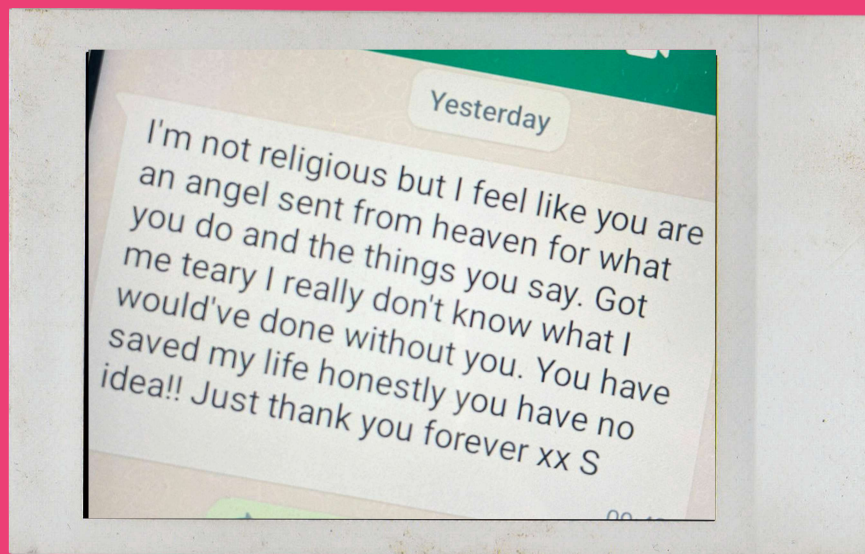 Yesterday
I'm not religious but I feel like you are
an angel sent from heaven for what
you do and the things you say. Got
me teary I really don't know what I
would've done without you. You have
saved my life honestly you have no
idea!! Just thank you forever xx S